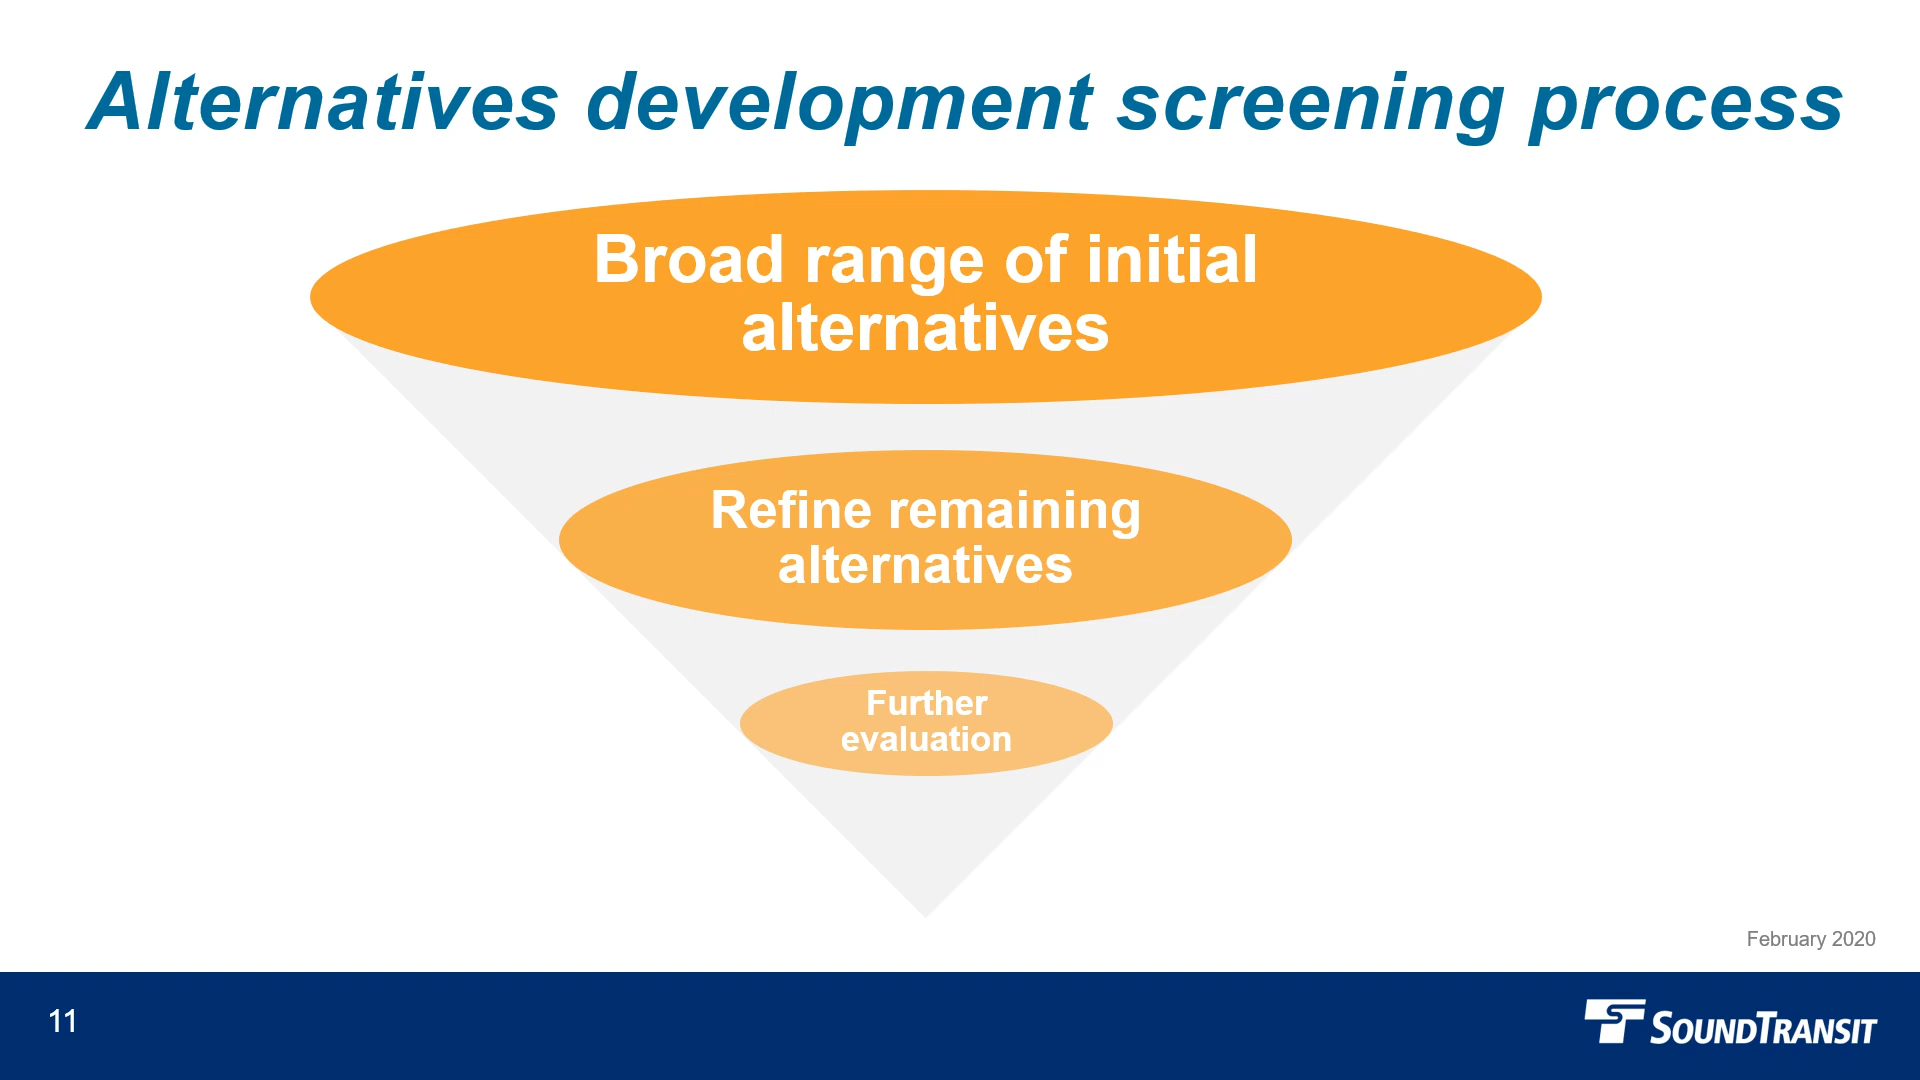 Alternatives development screening process
Broad range of initial
alternatives
Refine remaining
alternatives
Further
evaluation
February 2020
11
SOUNDTRANSIT